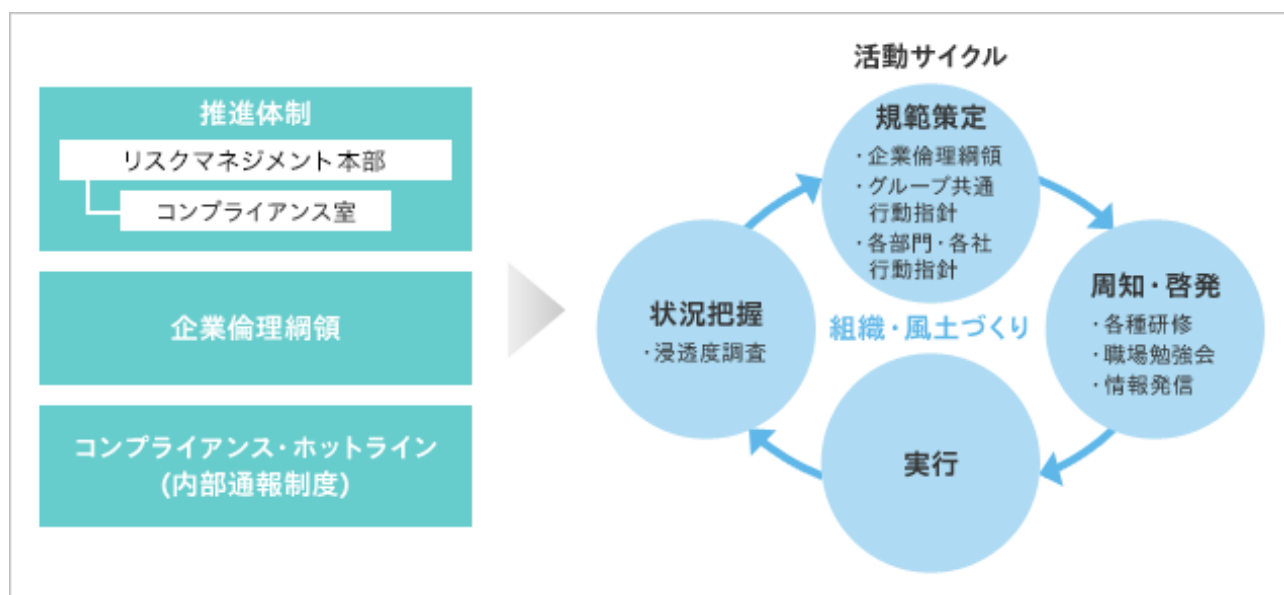 推進体制
リスクマネジメント本部
コンプライアンス室
企業倫理綱領
コンプライアンス・ホットライン
(内部通報制度)
活動サイクル
規範策定
・企業倫理綱領
・グループ共通
行動指針
・各部門・各社
行動指針
周知・啓発
・各種研修
・職場勉強会
・情報発信
実行
状況把握
・浸透度調査
組織・風土づくり